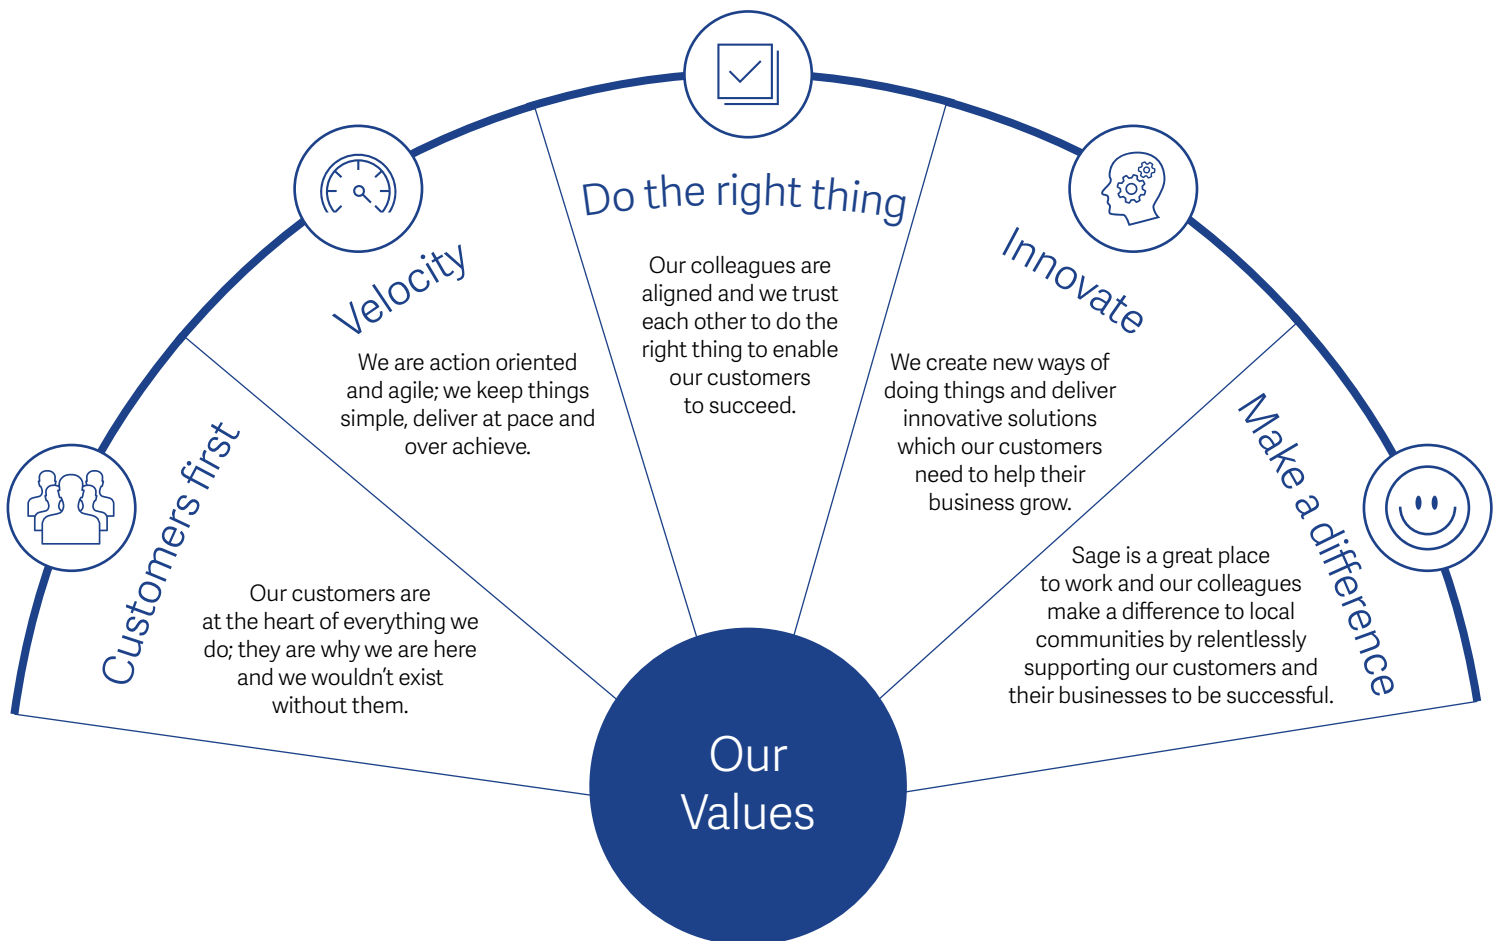 Customers first
Our customers are
at the heart of everything we
do; they are why we are here
and we wouldn’t exist
without them.
Velocity
We are action oriented
and agile; we keep things
simple, deliver at pace and
over achieve.
Do the right thing
Our colleagues are
aligned and we trust
each other to do the
right thing to enable
our customers
to succeed.
Innovate
We create new ways of
doing things and deliver
innovative solutions
which our customers
need to help their
business grow.
Make a difference
Sage is a great place
to work and our colleagues
make a difference to local
communities by relentlessly
supporting our customers and
their businesses to be successful.
Our
Values